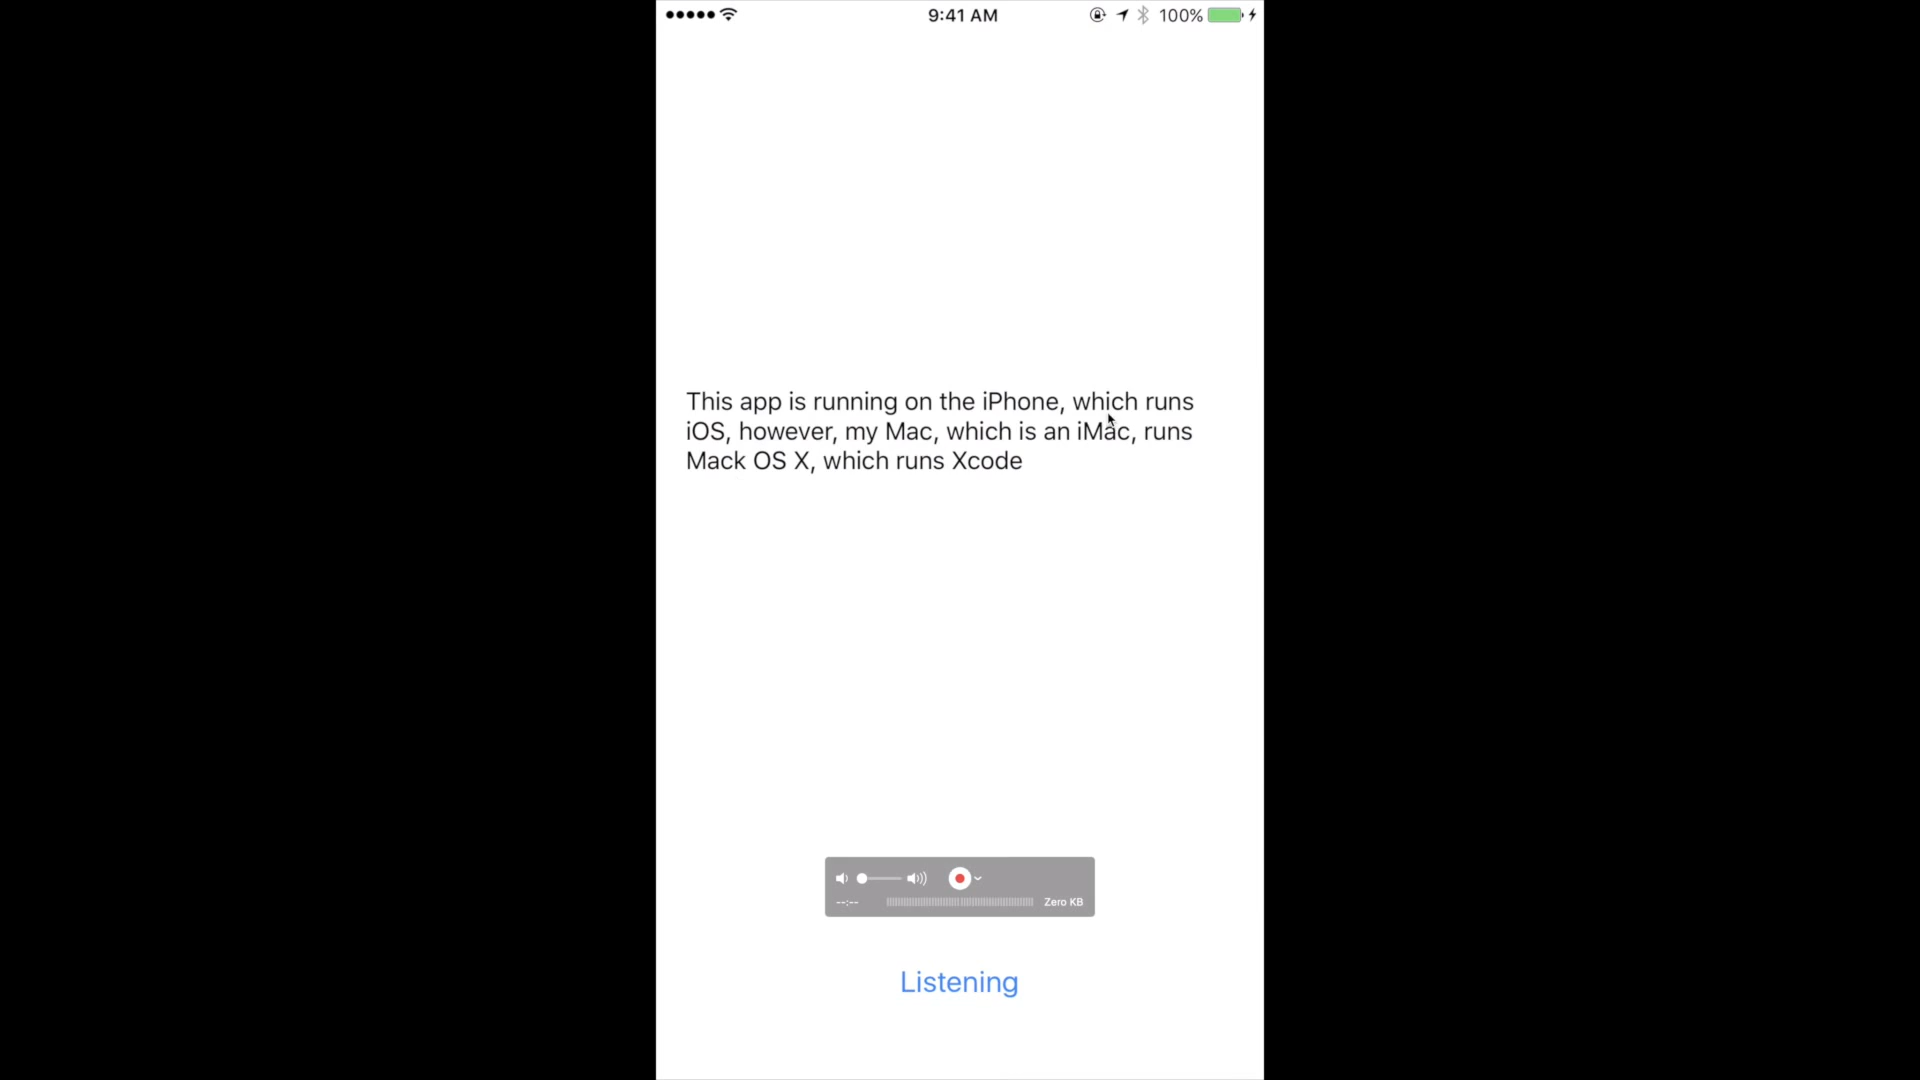 9:41 AM 100%
This app is running on the iPhone, which runs
iOS, however, my Mac, which is an iMac, runs
Mack OS X, which runs Xcode
--:-- Zero KB
Listening